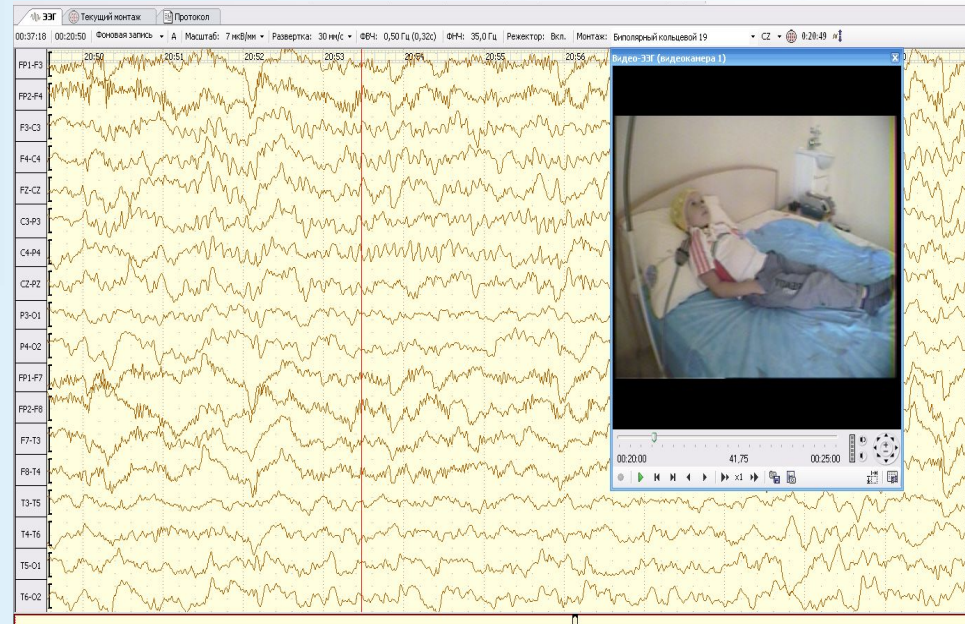 ЭЭГ Текущий монтаж Протокол
00:37:18 00:20:50 Фоновая запись А Масштаб: 7 мкВ/мм Развертка: 30 мм/с ФВЧ: 0,50 Гц (0,32с) ФНЧ: 35,0 Гц Режектор: Вкл. Монтаж: Биполярный кольцевой 19 CZ 0:20:49
20:50 20:51 20:52 20:53 20:54 20:55 20:56
Видео-ЭЭГ (видеокамера 1) X
FP1-F3
FP2-F4
F3-C3
F4-C4
FZ-CZ
C3-P3
C4-P4
CZ-PZ
P3-O1
P4-O2
FP1-F7
FP2-F8
F7-T3
F8-T4
T3-T5
T4-T6
T5-O1
T6-O2
00:20:00 41,75 00:25:00
x1